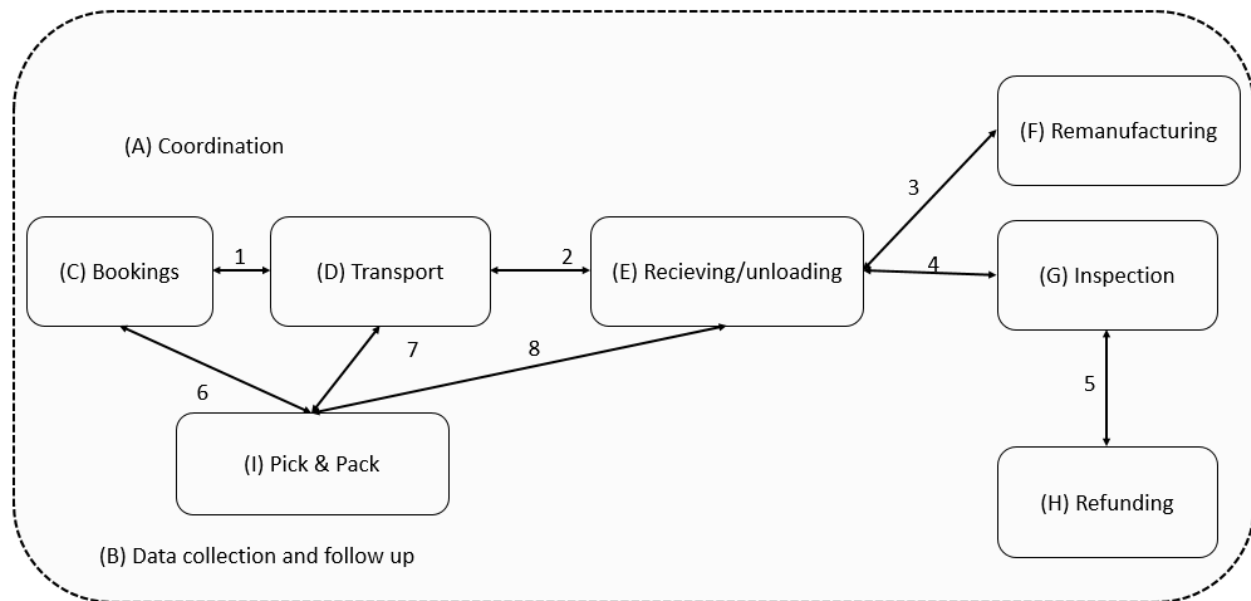 (A) Coordination
(F) Remanufacturing
3
(C) Bookings
1
(D) Transport
2
(E) Recieving/unloading
4
(G) Inspection
6
7
8
5
(I) Pick & Pack
(H) Refunding
(B) Data collection and follow up